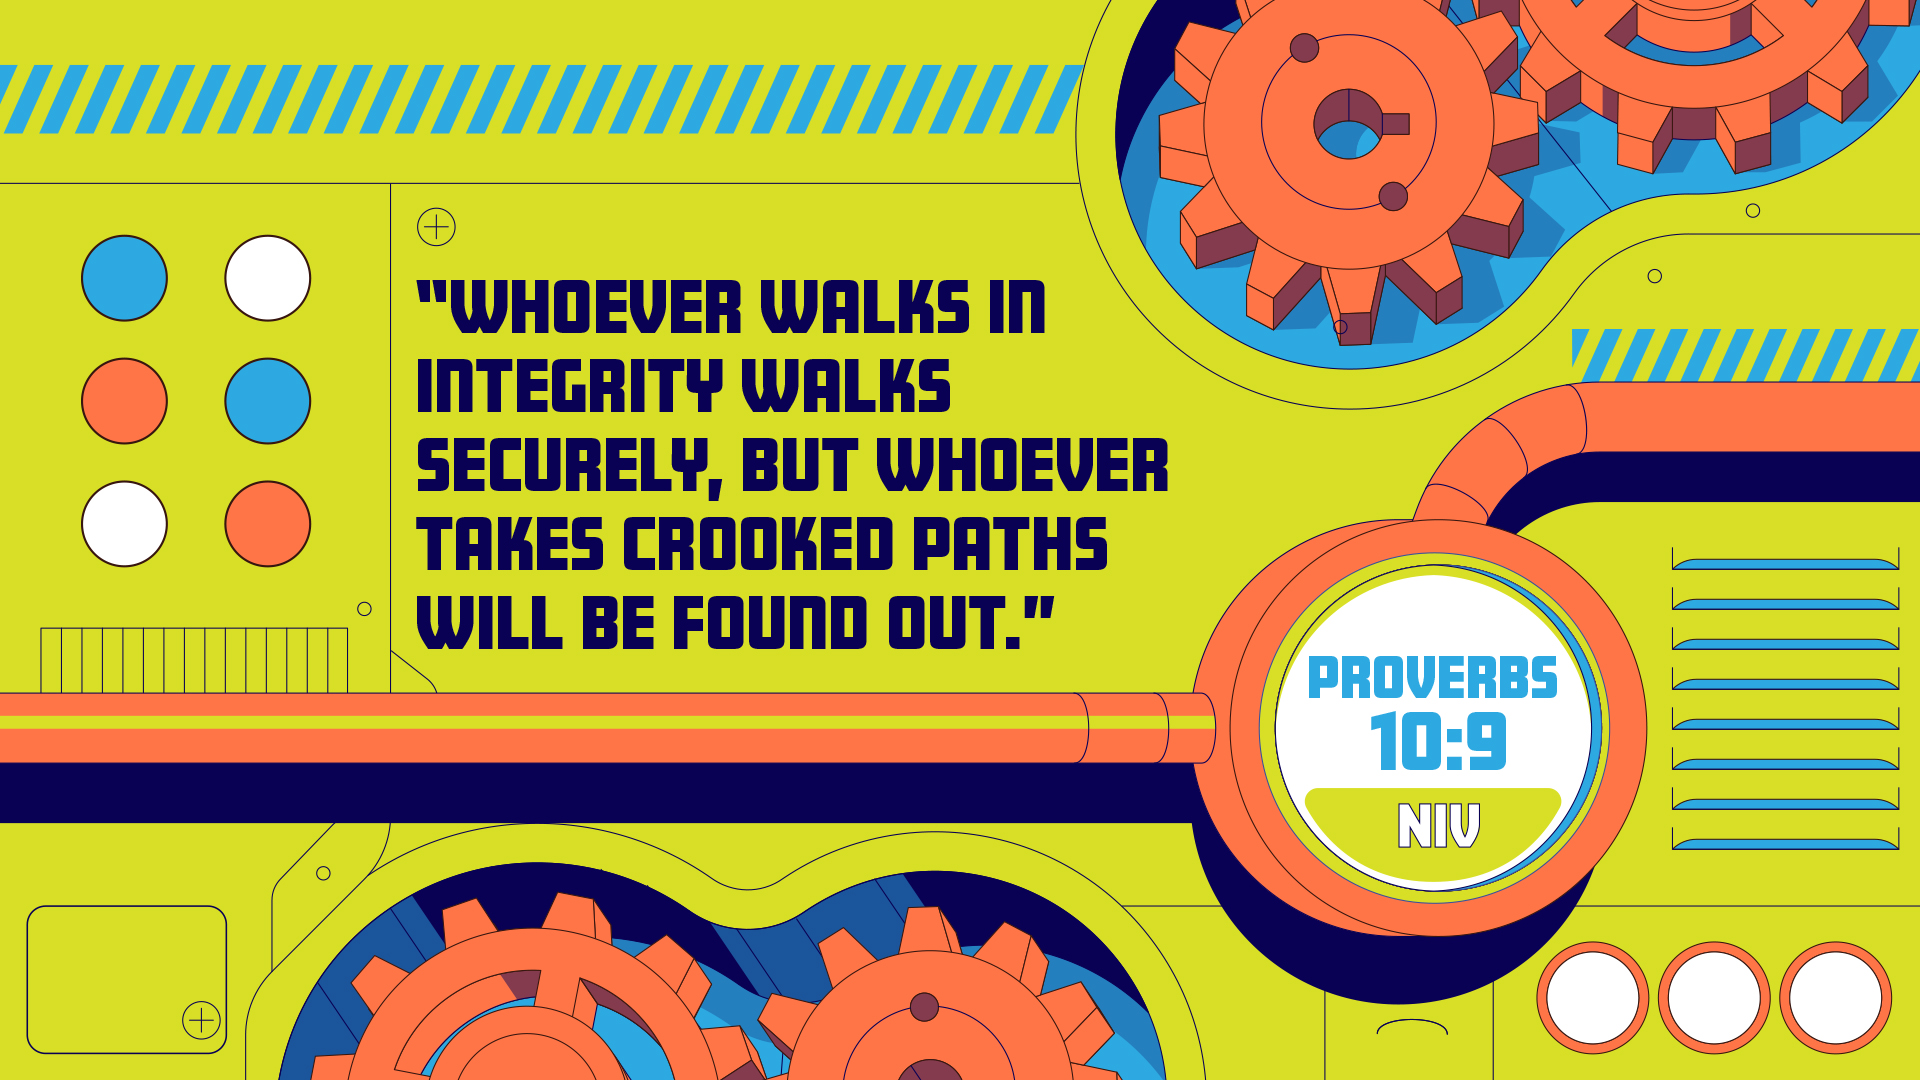 "WHOEVER WALKS IN
INTEGRITY WALKS
SECURELY, BUT WHOEVER
TAKES CROOKED PATHS
WILL BE FOUND OUT."
PROVERBS
10:9
NIV